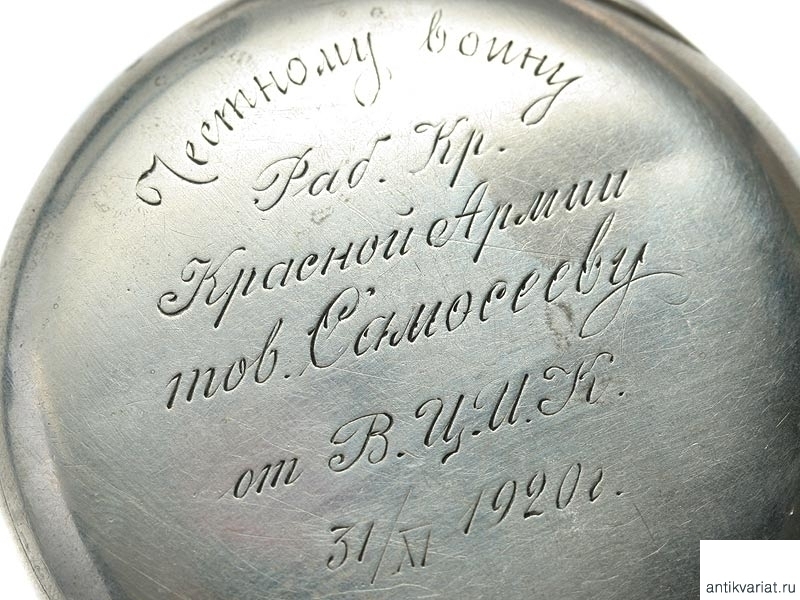 Честному воину
Раб. Кр.
Красной Армии
тов. Самосееву
от В.Ц.И.К.
31/XI 1920г.
antikvariat.ru